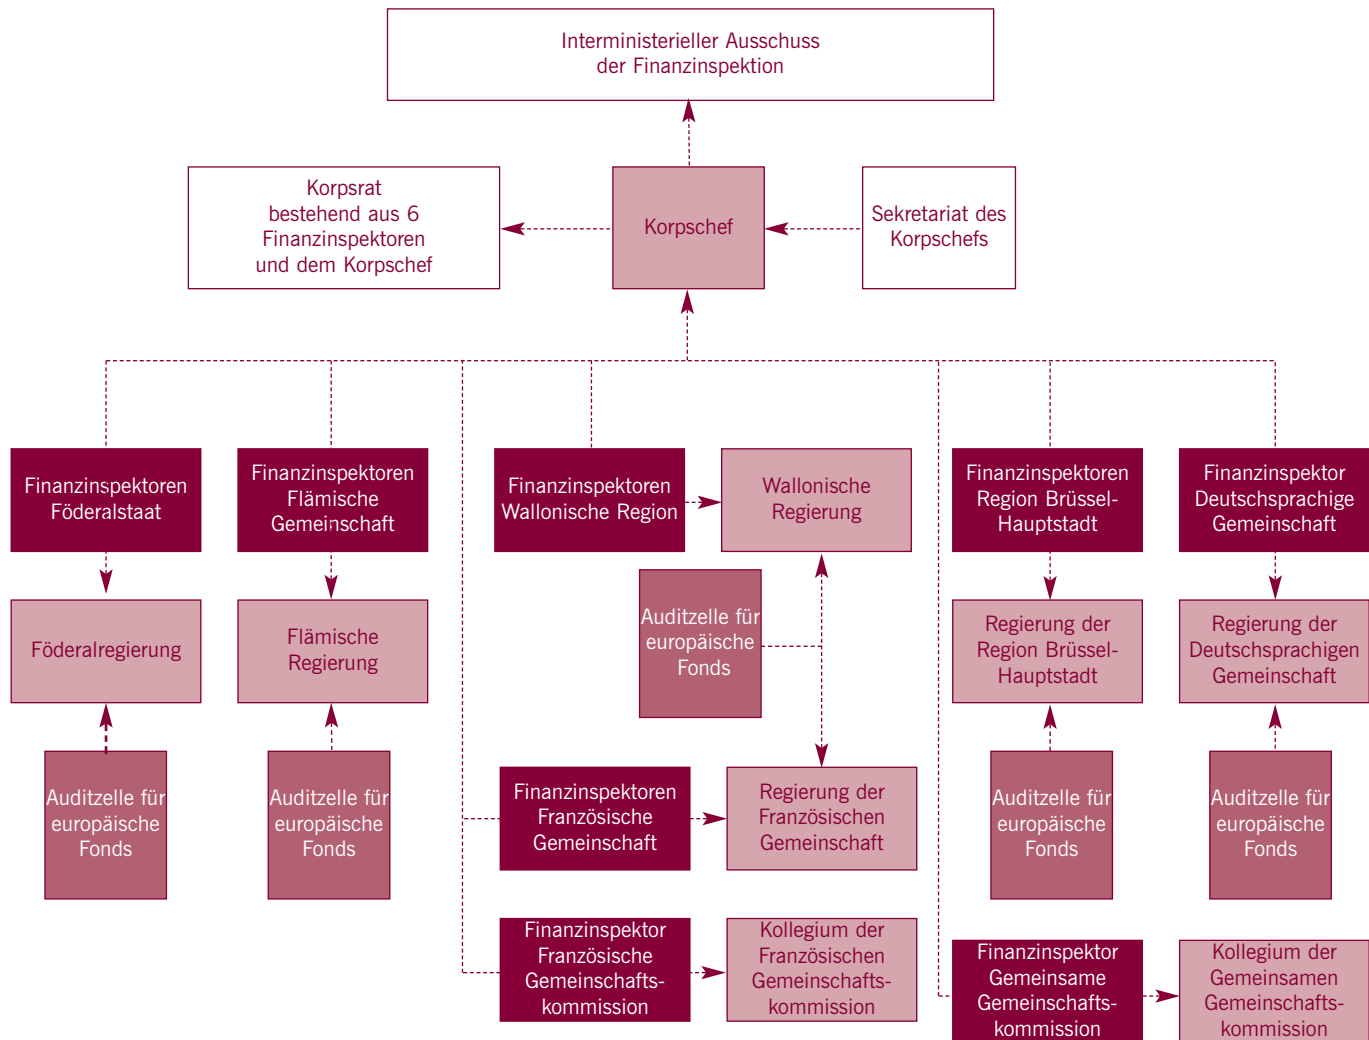 Interministerieller Ausschuss
der Finanzinspektion
Korpsrat
bestehend aus 6
Finanzinspektoren
und dem Korpschef
Korpschef
Sekretariat des
Korpschefs
Finanzinspektoren
Föderalstaat
Finanzinspektoren
Flämische
Gemeinschaft
Finanzinspektoren
Wallonische Region
Wallonische
Regierung
Finanzinspektoren
Region Brüssel-
Hauptstadt
Finanzinspektor
Deutschsprachige
Gemeinschaft
Föderalregierung
Flämische
Regierung
Auditzelle für
europäische
Fonds
Regierung der
Region Brüssel-
Hauptstadt
Regierung der
Deutschsprachigen
Gemeinschaft
Auditzelle für
europäische
Fonds
Auditzelle für
europäische
Fonds
Finanzinspektoren
Französische
Gemeinschaft
Regierung der
Französischen
Gemeinschaft
Auditzelle für
europäische
Fonds
Auditzelle für
europäische
Fonds
Finanzinspektor
Französische
Gemeinschafts-
kommission
Kollegium der
Französischen
Gemeinschafts-
kommission
Finanzinspektor
Gemeinsame
Gemeinschafts-
kommission
Kollegium der
Gemeinsamen
Gemeinschafts-
kommission